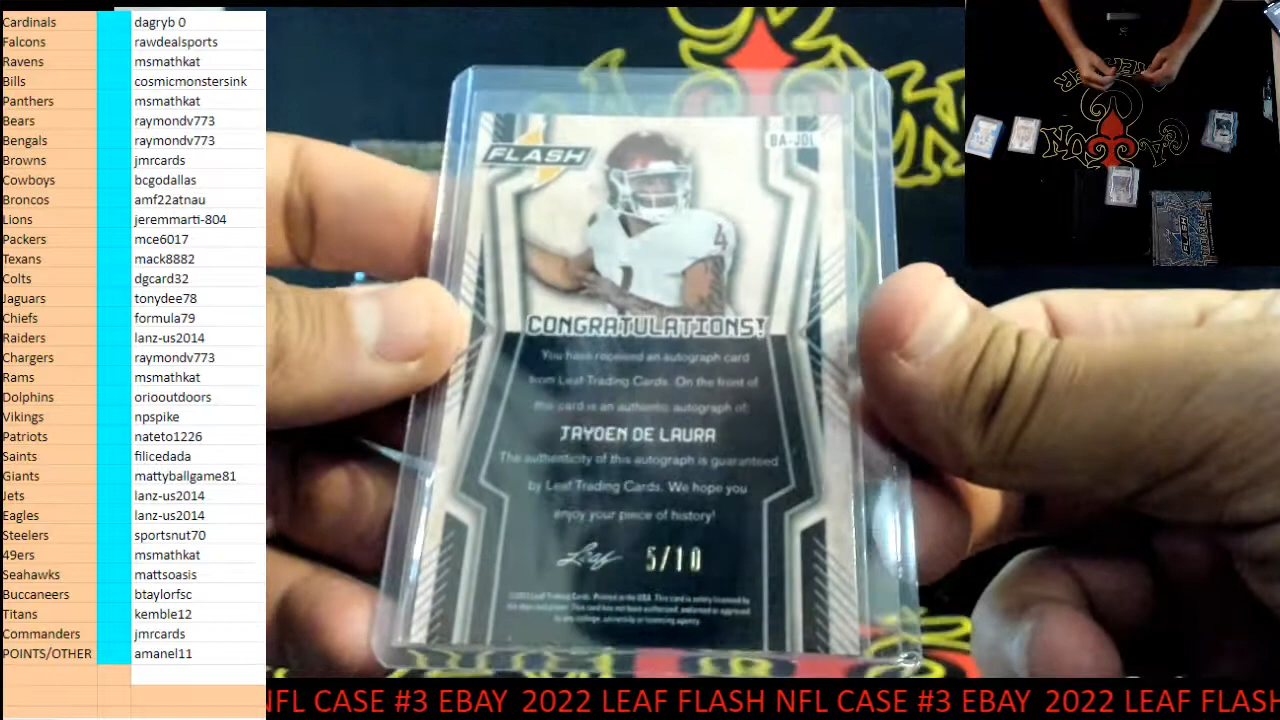 Cardinals dagryb 0
Falcons rawdealsports
Ravens msmathkat
Bills cosmicmonstersink
Panthers msmathkat
Bears raymondv773
Bengals raymondv773
Browns jmrcards
Cowboys bcgodallas
Broncos amf22atnau
Lions jeremmarti-804
Packers mce6017
Texans mack8882
Colts dgcard32
Jaguars tonydee78
Chiefs formula79
Raiders lanz-us2014
Chargers raymondv773
Rams msmathkat
Dolphins oriooutdoors
Vikings npspike
Patriots nateto1226
Saints filicedada
Giants mattyballgame81
Jets lanz-us2014
Eagles lanz-us2014
Steelers sportsnut70
49ers msmathkat
Seahawks mattsoasis
Buccaneers btaylorfsc
Titans kemble12
Commanders jmrcards
POINTS/OTHER amanel11
FLASH
BA-JDL
CONGRATULATIONS!
You have received an autograph card
from Leaf Trading Cards. On the front of
this card is an authentic autograph of:
JAYDEN DE LAURA
The authenticity of this autograph is guaranteed
by Leaf Trading Cards. We hope you
enjoy your piece of history!
Leaf 5/10
FLASH
NFL CASE #3 EBAY 2022 LEAF FLASH NFL CASE #3 EBAY 2022 LEAF FLASH